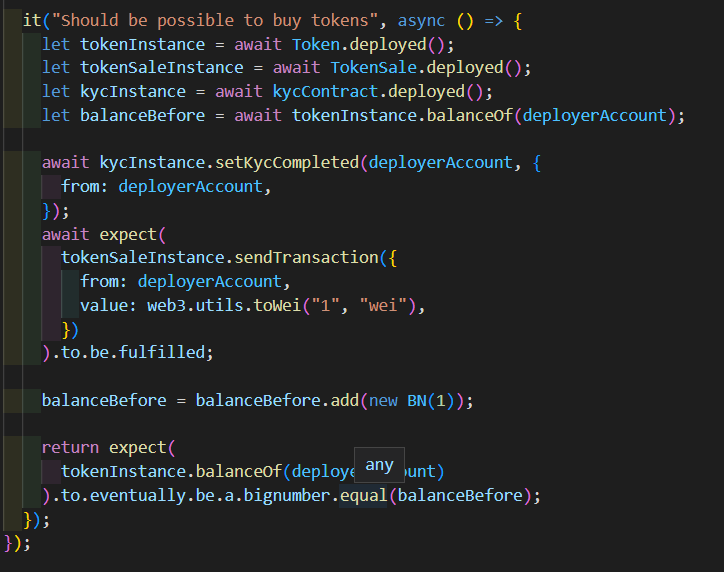 it("Should be possible to buy tokens", async () => {
let tokenInstance = await Token.deployed();
let tokenSaleInstance = await TokenSale.deployed();
let kycInstance = await kycContract.deployed();
let balanceBefore = await tokenInstance.balanceOf(deployerAccount);
await kycInstance.setKycCompleted(deployerAccount, {
from: deployerAccount,
});
await expect(
tokenSaleInstance.sendTransaction({
from: deployerAccount,
value: web3.utils.toWei("1", "wei"),
})
).to.be.fulfilled;
balanceBefore = balanceBefore.add(new BN(1));
return expect(
any
tokenInstance.balanceOf(deploye unt)
).to.eventually.be.a.bignumber.equal(balanceBefore);
});
});